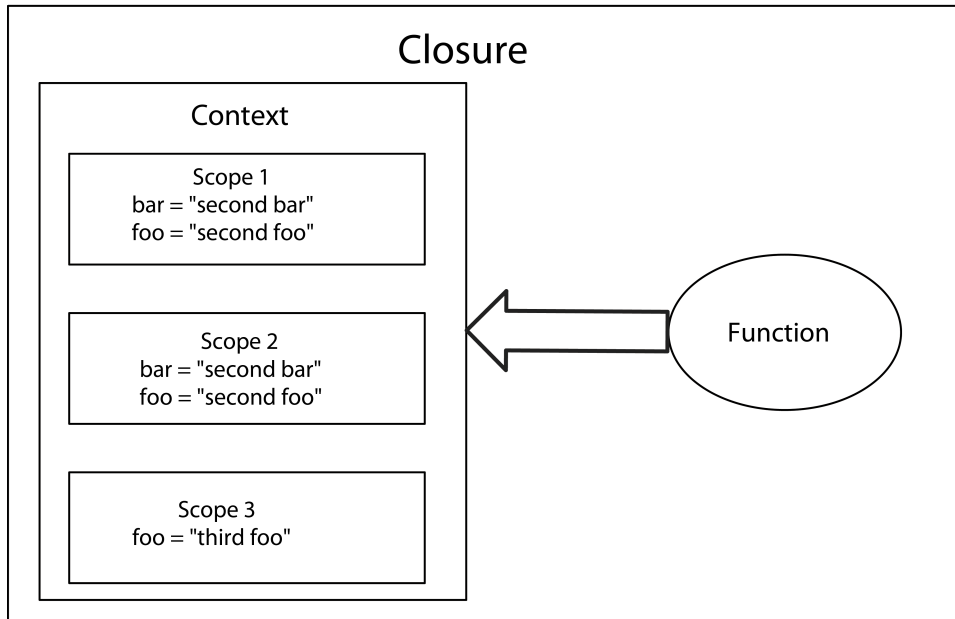 Closure
Context
Scope 1
bar = "second bar"
foo = "second foo"
Scope 2
bar = "second bar"
foo = "second foo"
Scope 3
foo = "third foo"
Function